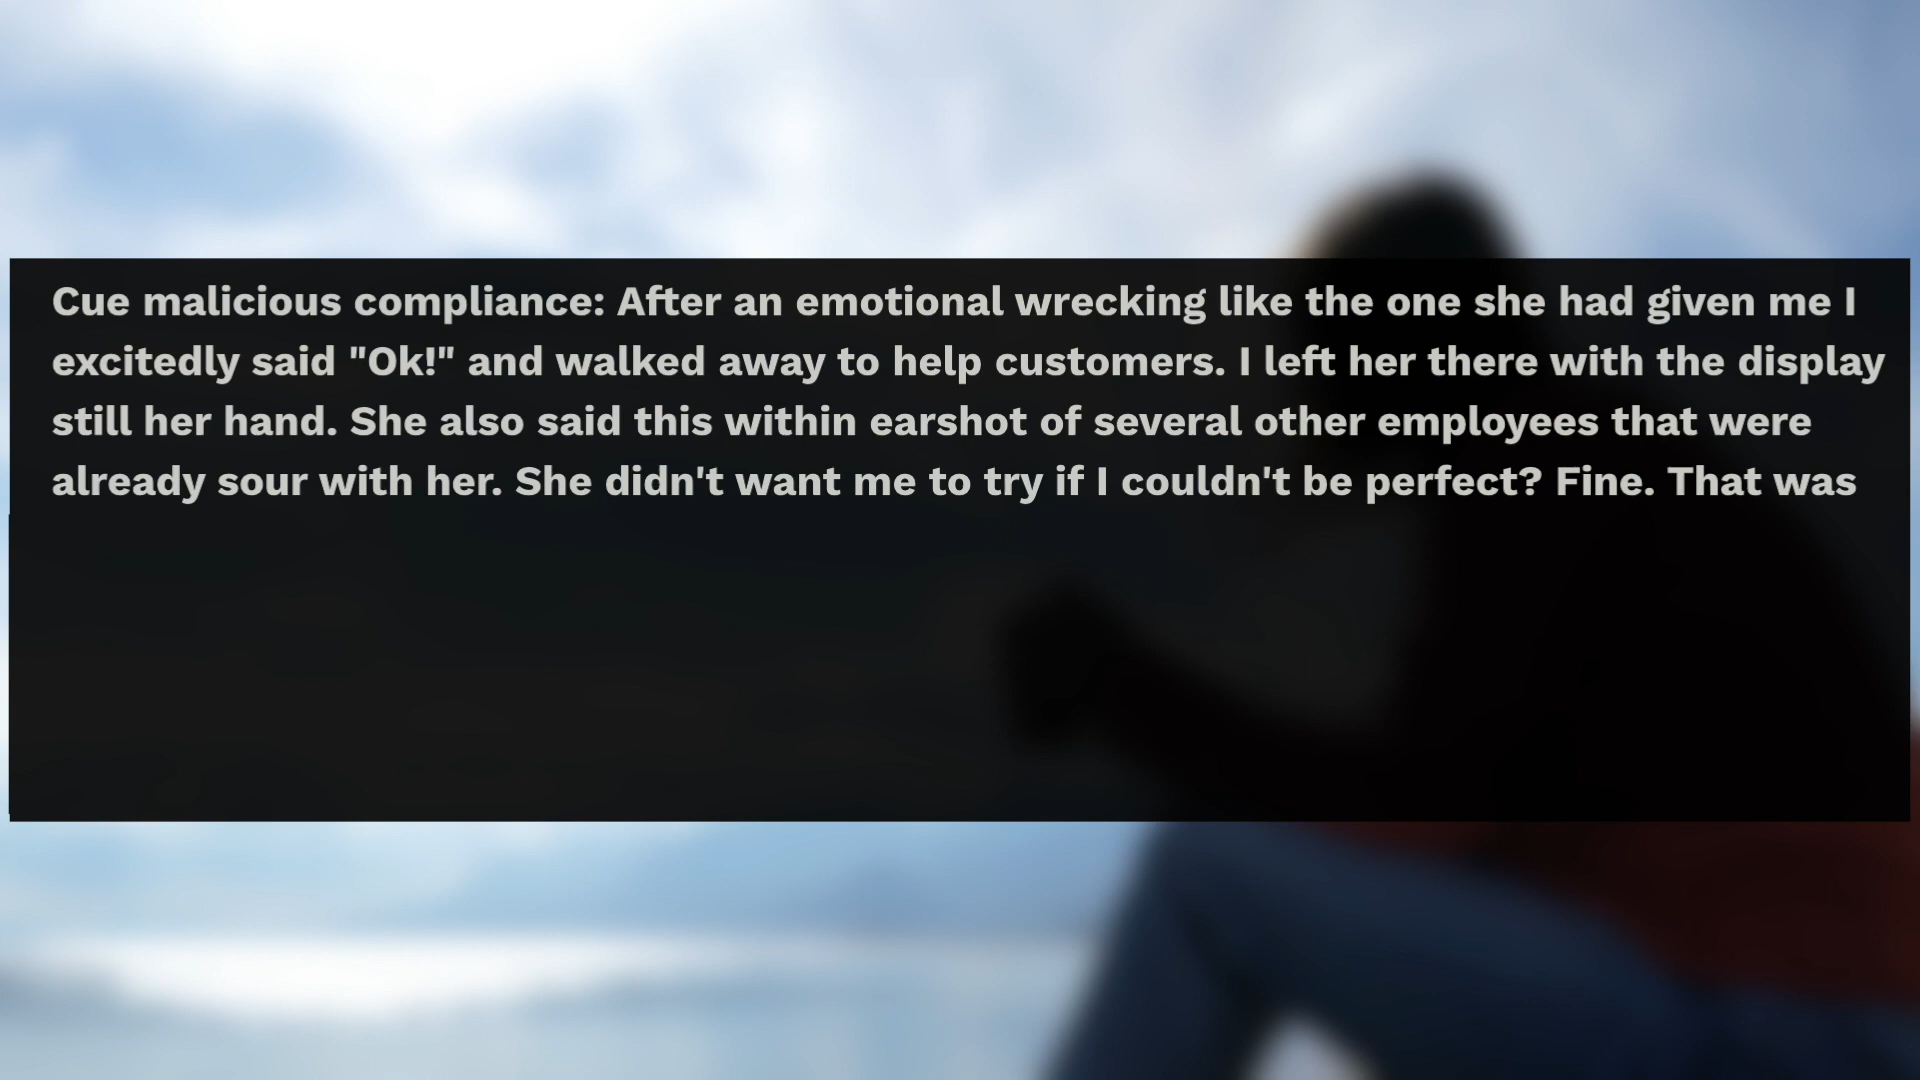 Cue malicious compliance: After an emotional wrecking like the one she had given me I
excitedly said "Ok!" and walked away to help customers. I left her there with the display
still her hand. She also said this within earshot of several other employees that were
already sour with her. She didn't want me to try if I couldn't be perfect? Fine. That was